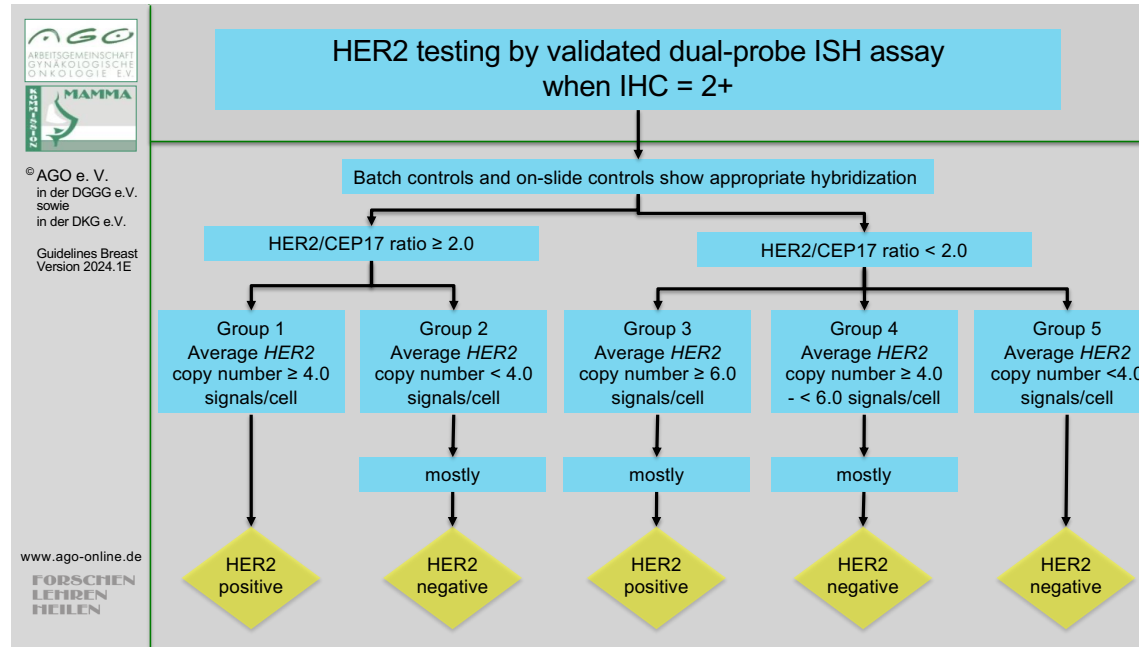 AGO
ARBEITSGEMEINSCHAFT
GYNÄKOLOGISCHE
ONKOLOGIE E.V.
KOMMISSION
MAMMA
© AGO e. V.
in der DGGG e.V.
sowie
in der DKG e.V.
Guidelines Breast
Version 2024.1E
www.ago-online.de
FORSCHEN
LEHREN
HEILEN
HER2 testing by validated dual-probe ISH assay
when IHC = 2+
Batch controls and on-slide controls show appropriate hybridization
HER2/CEP17 ratio ≥ 2.0
HER2/CEP17 ratio < 2.0
Group 1
Average HER2
copy number ≥ 4.0
signals/cell
Group 2
Average HER2
copy number < 4.0
signals/cell
Group 3
Average HER2
copy number ≥ 6.0
signals/cell
Group 4
Average HER2
copy number ≥ 4.0
- < 6.0 signals/cell
Group 5
Average HER2
copy number <4.0
signals/cell
mostly
mostly
mostly
HER2
positive
HER2
negative
HER2
positive
HER2
negative
HER2
negative